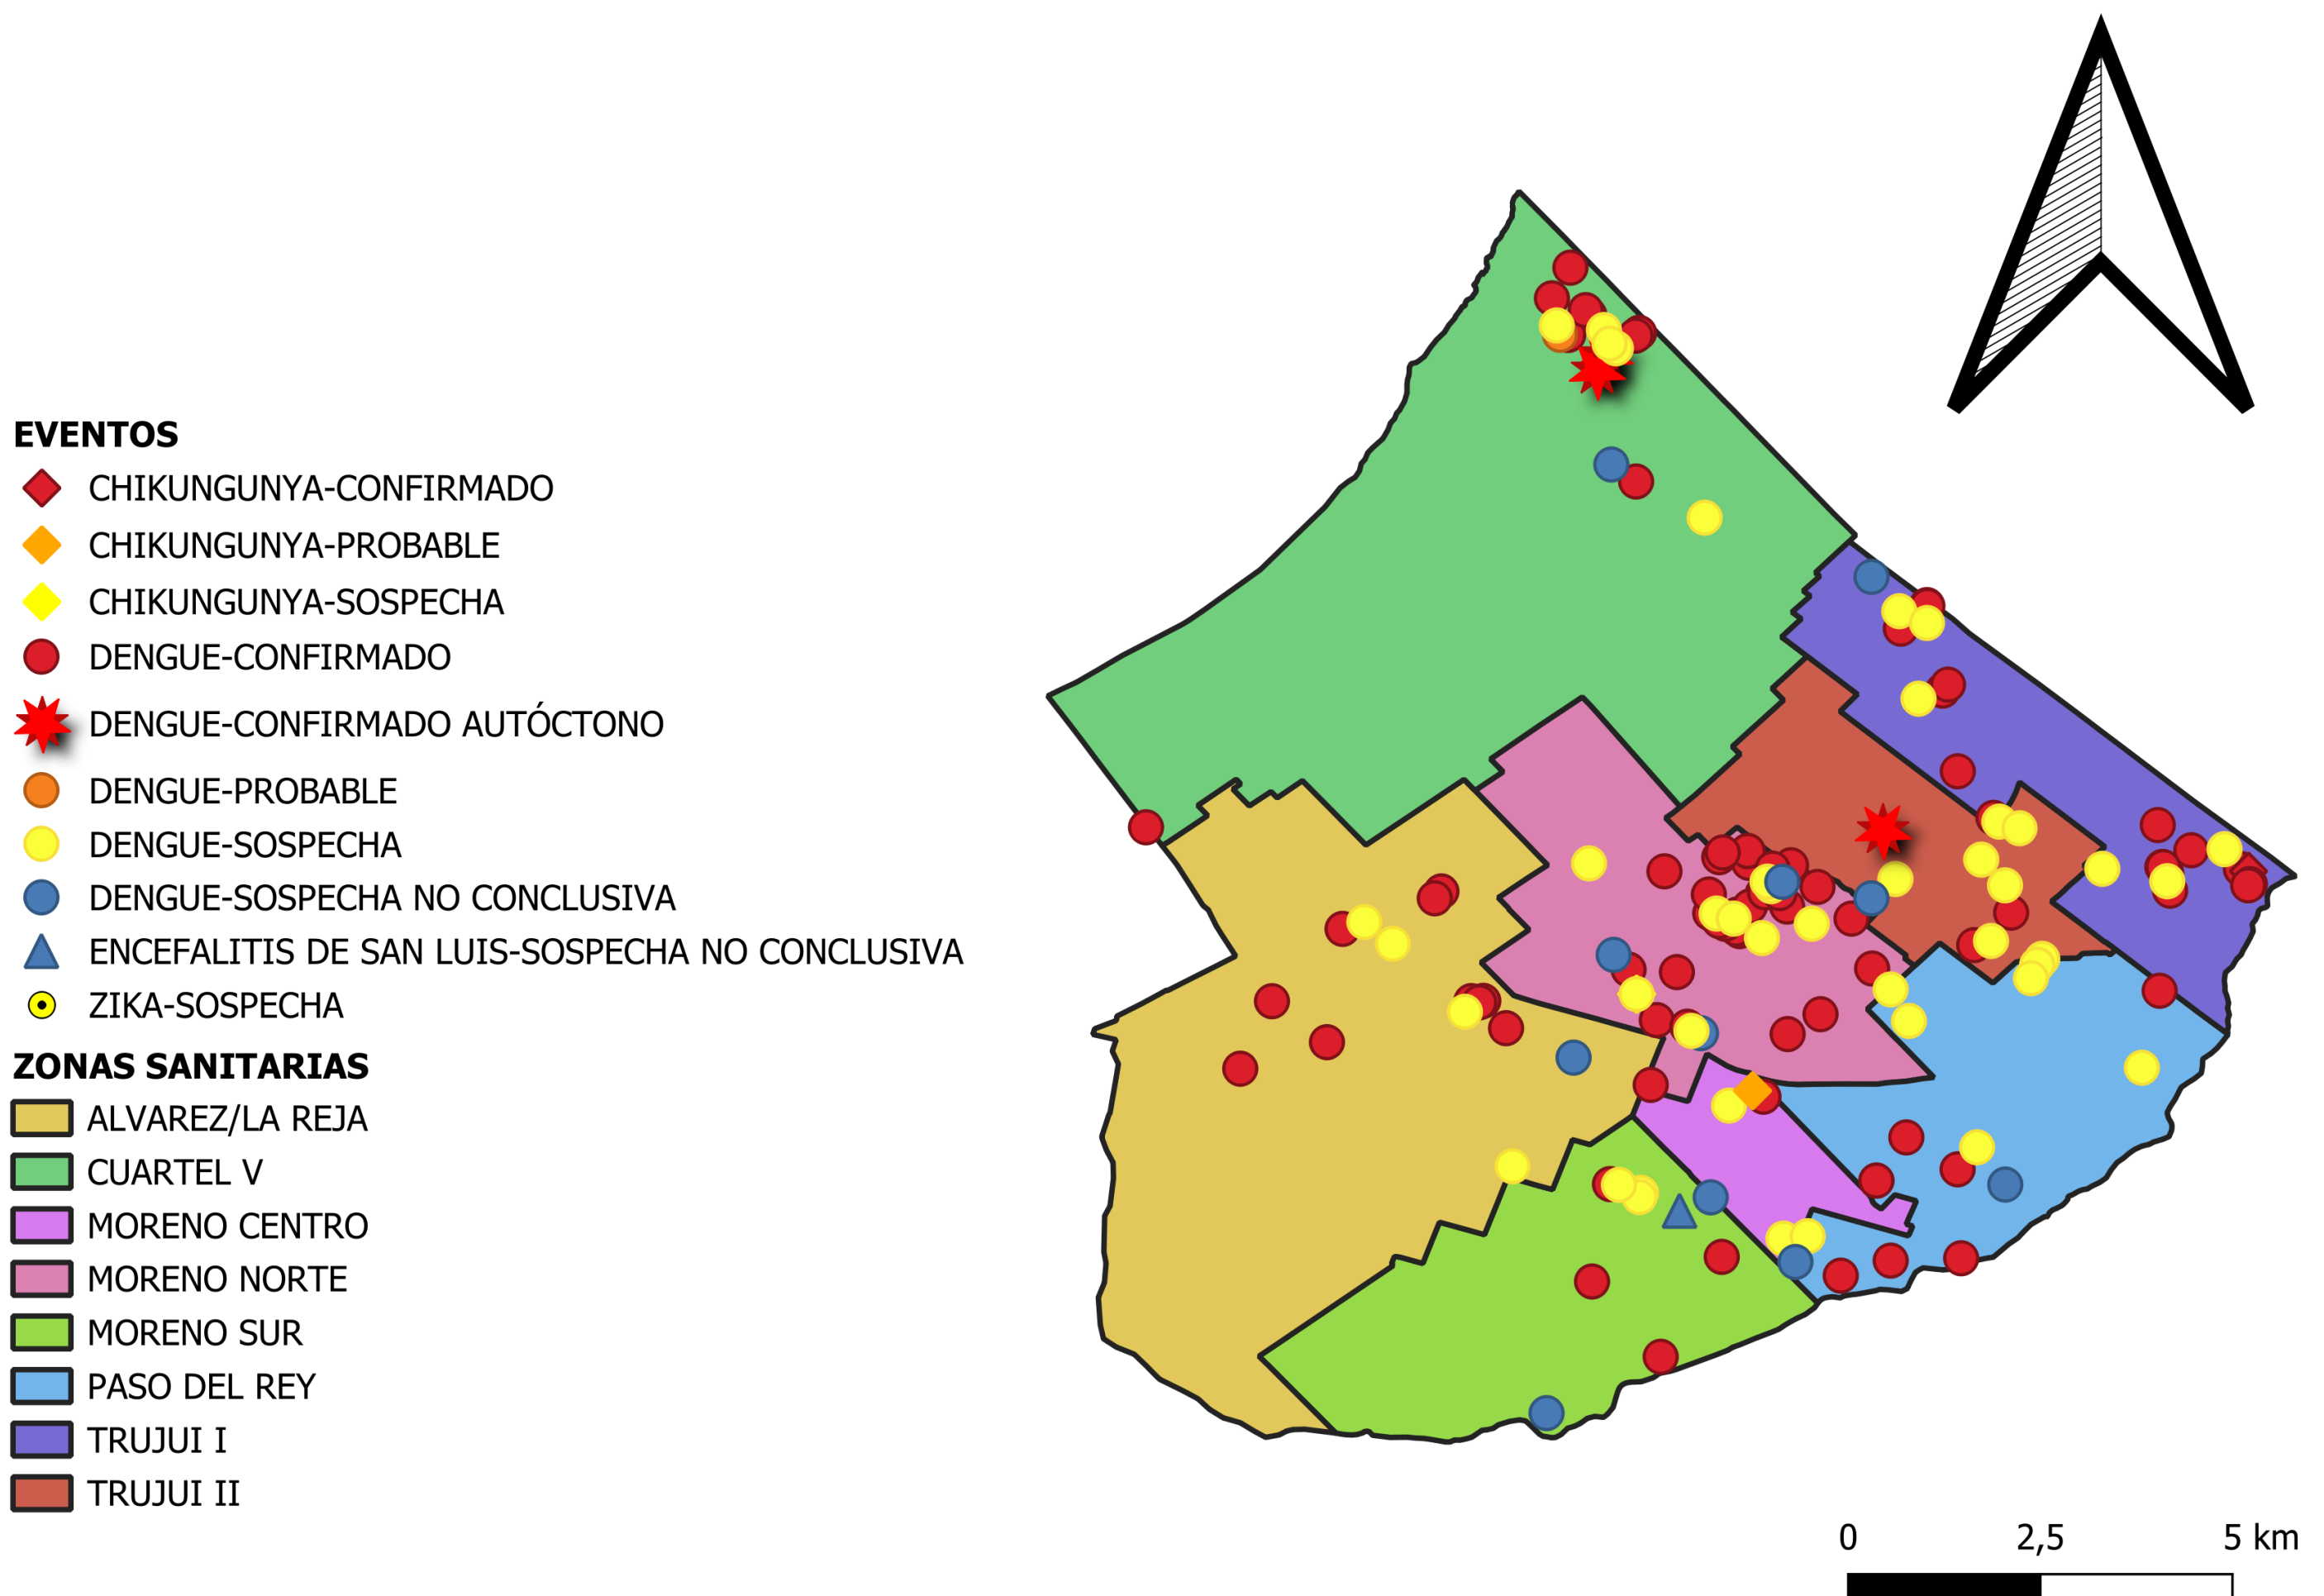 EVENTOS
CHIKUNGUNYA-CONFIRMADO
CHIKUNGUNYA-PROBABLE
CHIKUNGUNYA-SOSPECHA
DENGUE-CONFIRMADO
DENGUE-CONFIRMADO AUTÓCTONO
DENGUE-PROBABLE
DENGUE-SOSPECHA
DENGUE-SOSPECHA NO CONCLUSIVA
ENCEFALITIS DE SAN LUIS-SOSPECHA NO CONCLUSIVA
ZIKA-SOSPECHA
ZONAS SANITARIAS
ALVAREZ/LA REJA
CUARTEL V
MORENO CENTRO
MORENO NORTE
MORENO SUR
PASO DEL REY
TRUJUI I
TRUJUI II
0 2,5 5 km